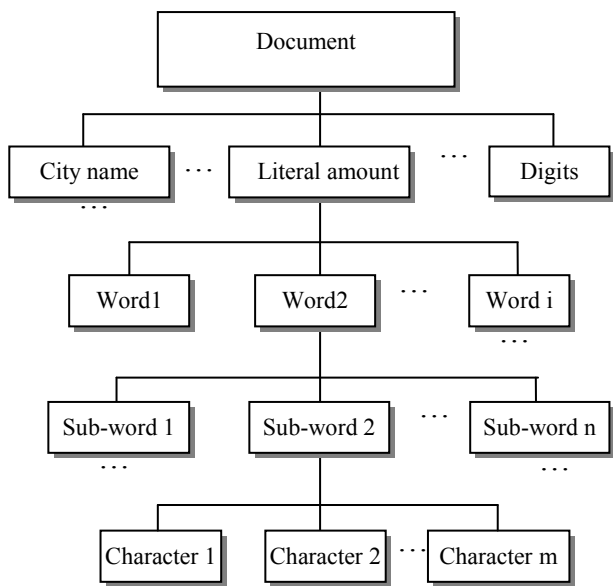 Document
City name ... Literal amount ... Digits
...
Word1 Word2 ... Word i
...
Sub-word 1 Sub-word 2 ... Sub-word n
... ...
Character 1 Character 2 ... Character m